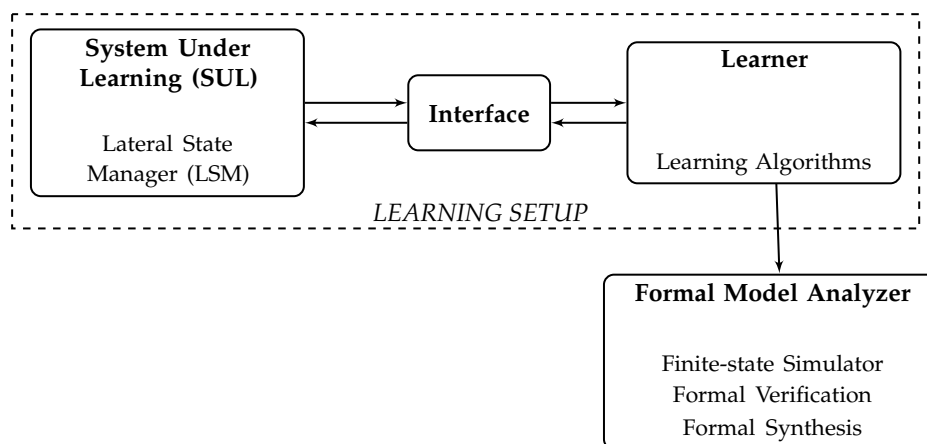 System Under
Learning (SUL)
Lateral State
Manager (LSM)
Interface
Learner
Learning Algorithms
LEARNING SETUP
Formal Model Analyzer
Finite-state Simulator
Formal Verification
Formal Synthesis